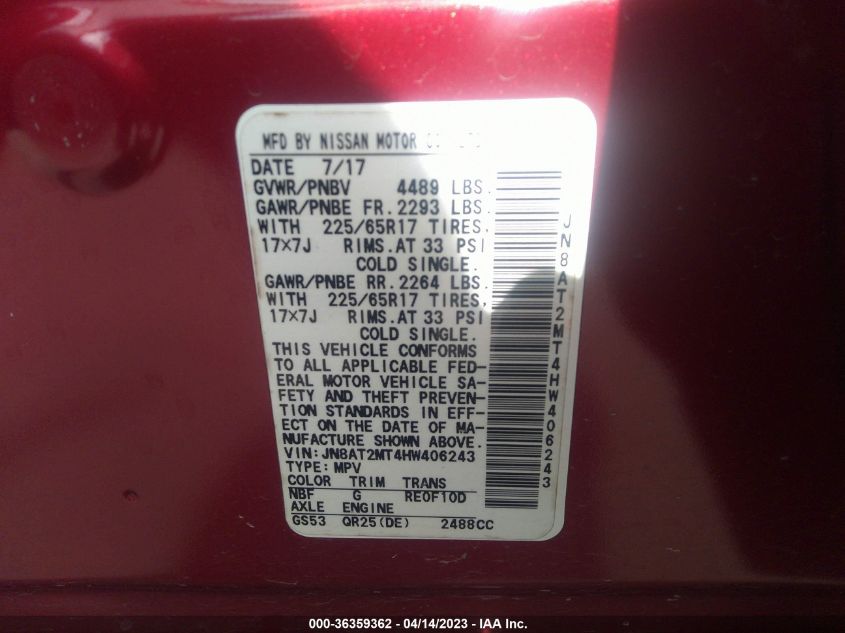 MFD BY NISSAN MOTOR
DATE 7/17
GVWR/PNBV 4489 LBS.
GAWR/PNBE FR. 2293 LBS.
WITH 225/65R17 TIRES,
17×7J RIMS. AT 33 PSI
COLD SINGLE.
GAWR/PNBE RR. 2264 LBS.
WITH 225/65R17 TIRES,
17×7J RIMS. AT 33 PSI
COLD SINGLE.
THIS VEHICLE CONFORMS
TO ALL APPLICABLE FED-
ERAL MOTOR VEHICLE SA-
FETY AND THEFT PREVEN-
TION STANDARDS IN EFF-
ECT ON THE DATE OF MA-
NUFACTURE SHOWN ABOVE.
VIN: JN8AT2MT4HW406243
TYPE: MPV
COLOR TRIM TRANS
NBF G RE0F10D
AXLE ENGINE
GS53 QR25(DE) 2488CC
JN8AT2MT4HW406243
000-36359362 - 04/14/2023 - IAA Inc.